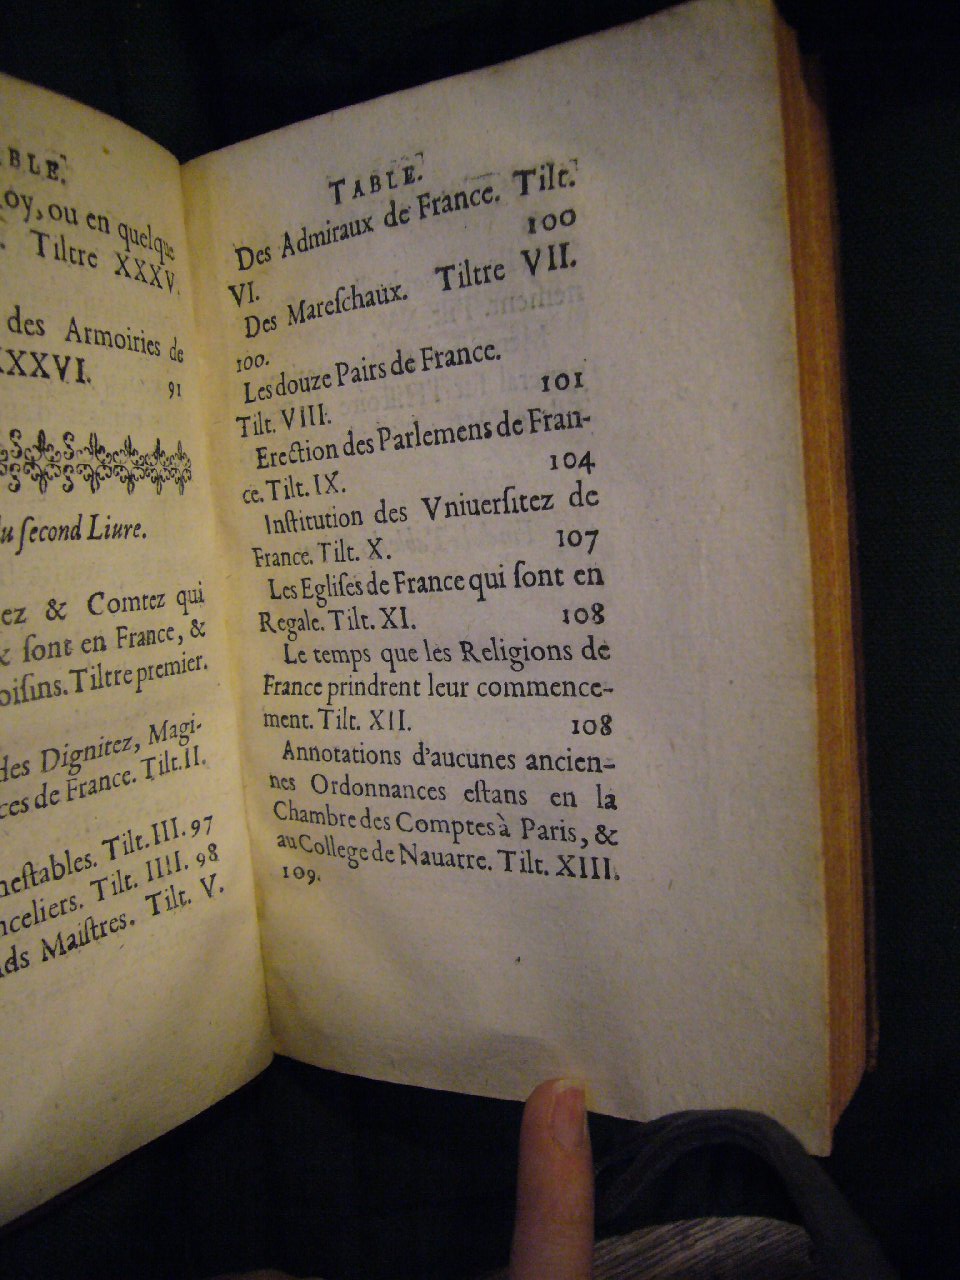 TABLE.
oy, ou en quelque
Tiltre XXXV.
des Armoiries de
XXXVI.
91
du second Liure.
ez & Comtez qui
& sont en France, &
oisins. Tiltre premier.
des Dignitez, Magi-
ces de France. Tilt. II.
nestables. Tilt. III. 97
nceliers. Tilt. IIII. 98
nds Maistres. Tilt. V.
TABLE.
Des Admiraux de France. Tilt.
VI. 100
Des Mareschaux. Tiltre VII.
100.
Les douze Pairs de France.
Tilt. VIII. 101
Erection des Parlemens de Fran-
ce. Tilt. IX. 104
Institution des Vniuersitez de
France. Tilt. X. 107
Les Eglises de France qui sont en
Regale. Tilt. XI. 108
Le temps que les Religions de
France prindrent leur commence-
ment. Tilt. XII. 108
Annotations d'aucunes ancien-
nes Ordonnances estans en la
Chambre des Comptes à Paris, &
au College de Nauarre. Tilt. XIII.
109.